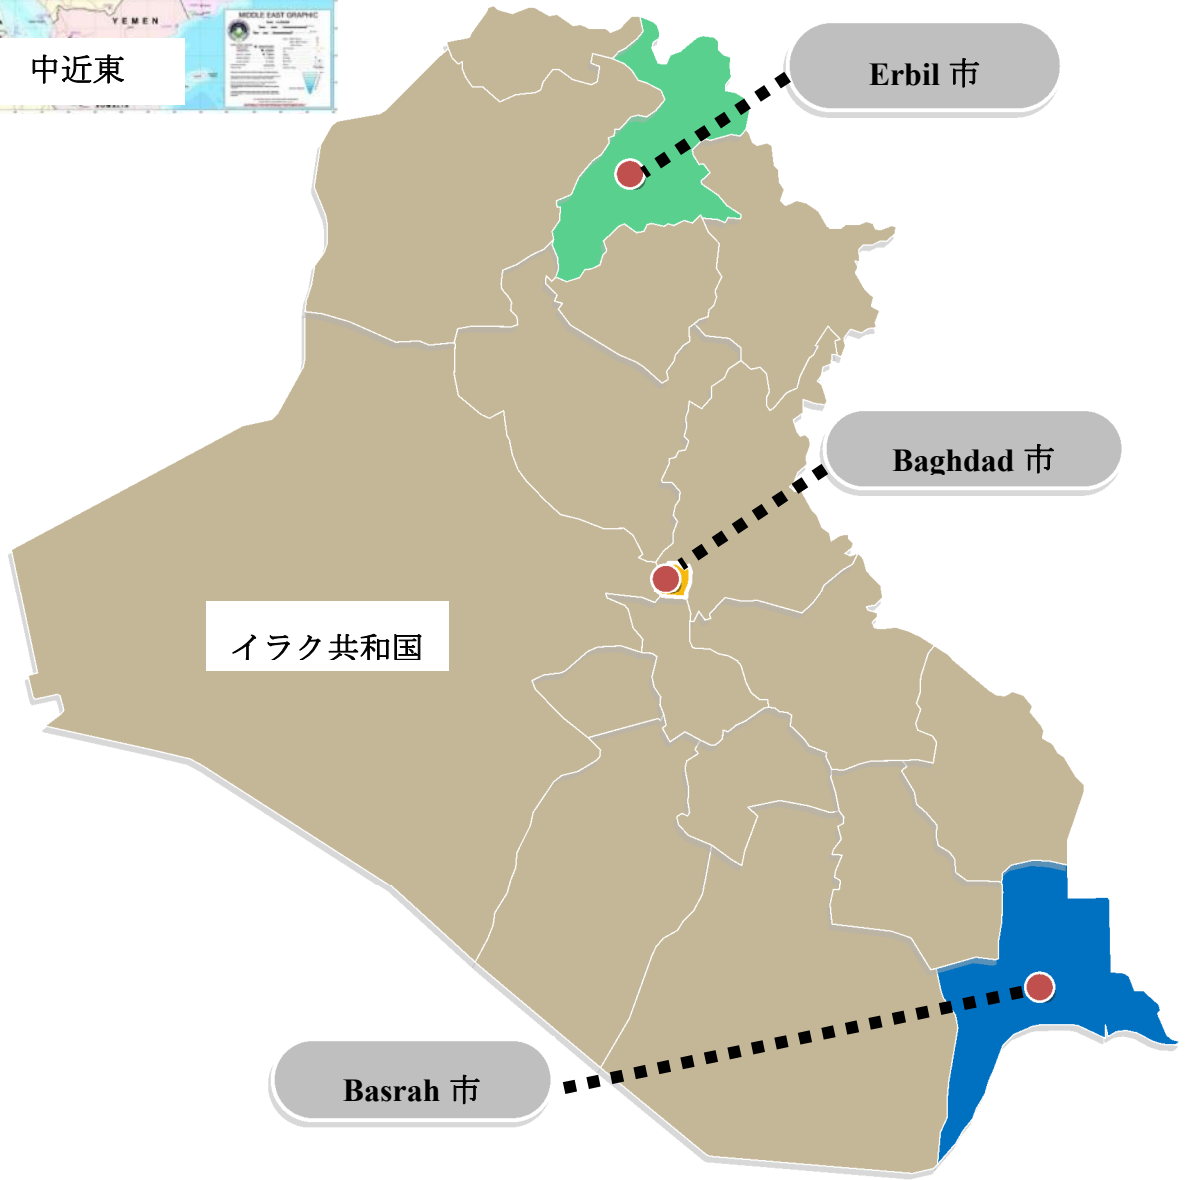 YEMEN
MIDDLE EAST GRAPHIC
中近東
SOMALIA
Erbil 市
Baghdad 市
イラク共和国
Basrah 市